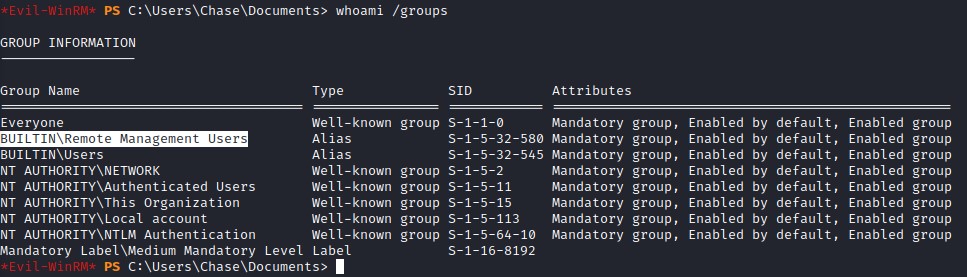 *Evil-WinRM* PS C:\Users\Chase\Documents> whoami /groups
GROUP INFORMATION
-----------------
Group Name Type SID Attributes
====================================== ================ ============ ==================================================
Everyone Well-known group S-1-1-0 Mandatory group, Enabled by default, Enabled group
BUILTIN\Remote Management Users Alias S-1-5-32-580 Mandatory group, Enabled by default, Enabled group
BUILTIN\Users Alias S-1-5-32-545 Mandatory group, Enabled by default, Enabled group
NT AUTHORITY\NETWORK Well-known group S-1-5-2 Mandatory group, Enabled by default, Enabled group
NT AUTHORITY\Authenticated Users Well-known group S-1-5-11 Mandatory group, Enabled by default, Enabled group
NT AUTHORITY\This Organization Well-known group S-1-5-15 Mandatory group, Enabled by default, Enabled group
NT AUTHORITY\Local account Well-known group S-1-5-113 Mandatory group, Enabled by default, Enabled group
NT AUTHORITY\NTLM Authentication Well-known group S-1-5-64-10 Mandatory group, Enabled by default, Enabled group
Mandatory Label\Medium Mandatory Level Label S-1-16-8192
*Evil-WinRM* PS C:\Users\Chase\Documents>